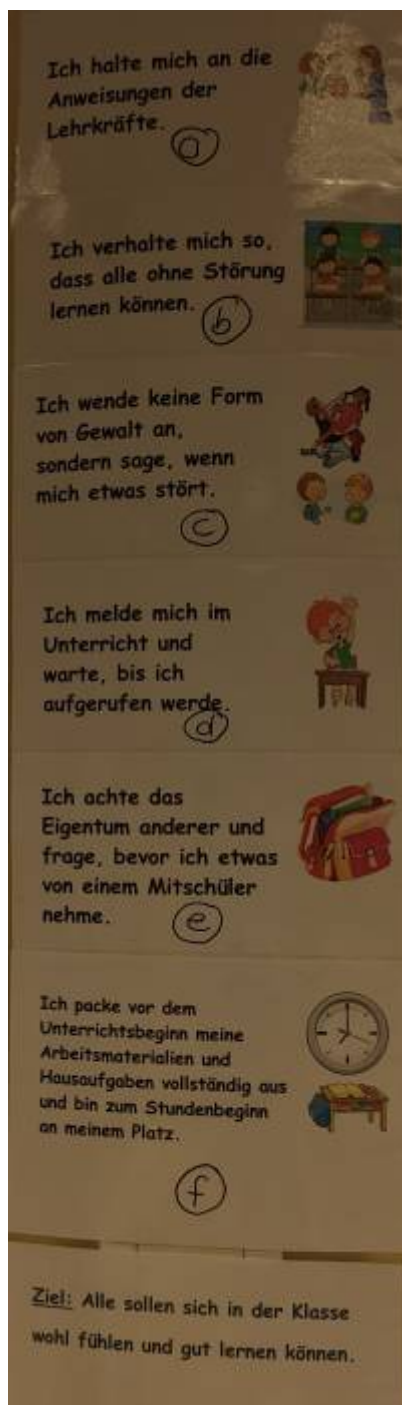 Ich halte mich an die
Anweisungen der
Lehrkräfte.
a
Ich verhalte mich so,
dass alle ohne Störung
lernen können.
b
Ich wende keine Form
von Gewalt an,
sondern sage, wenn
mich etwas stört.
c
Ich melde mich im
Unterricht und
warte, bis ich
aufgerufen werde.
d
Ich achte das
Eigentum anderer und
frage, bevor ich etwas
von einem Mitschüler
nehme.
e
Ich packe vor dem
Unterrichtsbeginn meine
Arbeitsmaterialien und
Hausaufgaben vollständig aus
und bin zum Stundenbeginn
an meinem Platz.
f
Ziel: Alle sollen sich in der Klasse
wohl fühlen und gut lernen können.